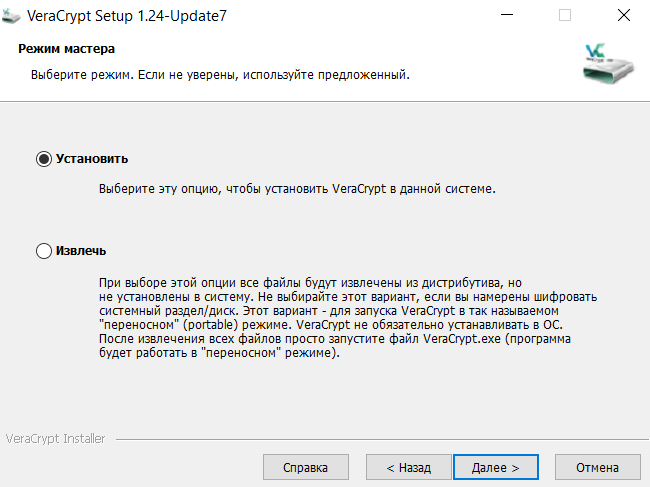 VeraCrypt Setup 1.24-Update7
Режим мастера
Выберите режим. Если не уверены, используйте предложенный.
Установить
Выберите эту опцию, чтобы установить VeraCrypt в данной системе.
Извлечь
При выборе этой опции все файлы будут извлечены из дистрибутива, но
не установлены в систему. Не выбирайте этот вариант, если вы намерены шифровать
системный раздел/диск. Этот вариант - для запуска VeraCrypt в так называемом
"переносном" (portable) режиме. VeraCrypt не обязательно устанавливать в ОС.
После извлечения всех файлов просто запустите файл VeraCrypt.exe (программа
будет работать в "переносном" режиме).
VeraCrypt Installer
Справка
< Назад
Далее >
Отмена